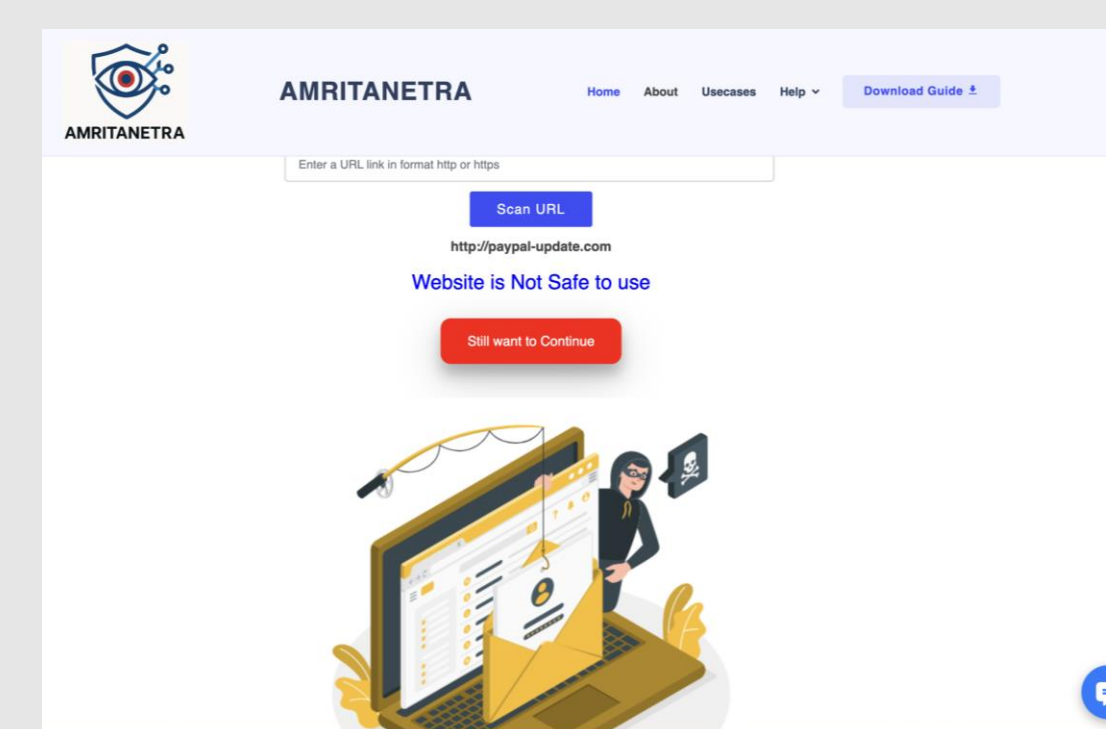 AMRITANETRA
AMRITANETRA
Home About Usecases Help Download Guide
Enter a URL link in format http or https
Scan URL
http://paypal-update.com
Website is Not Safe to use
Still want to Continue